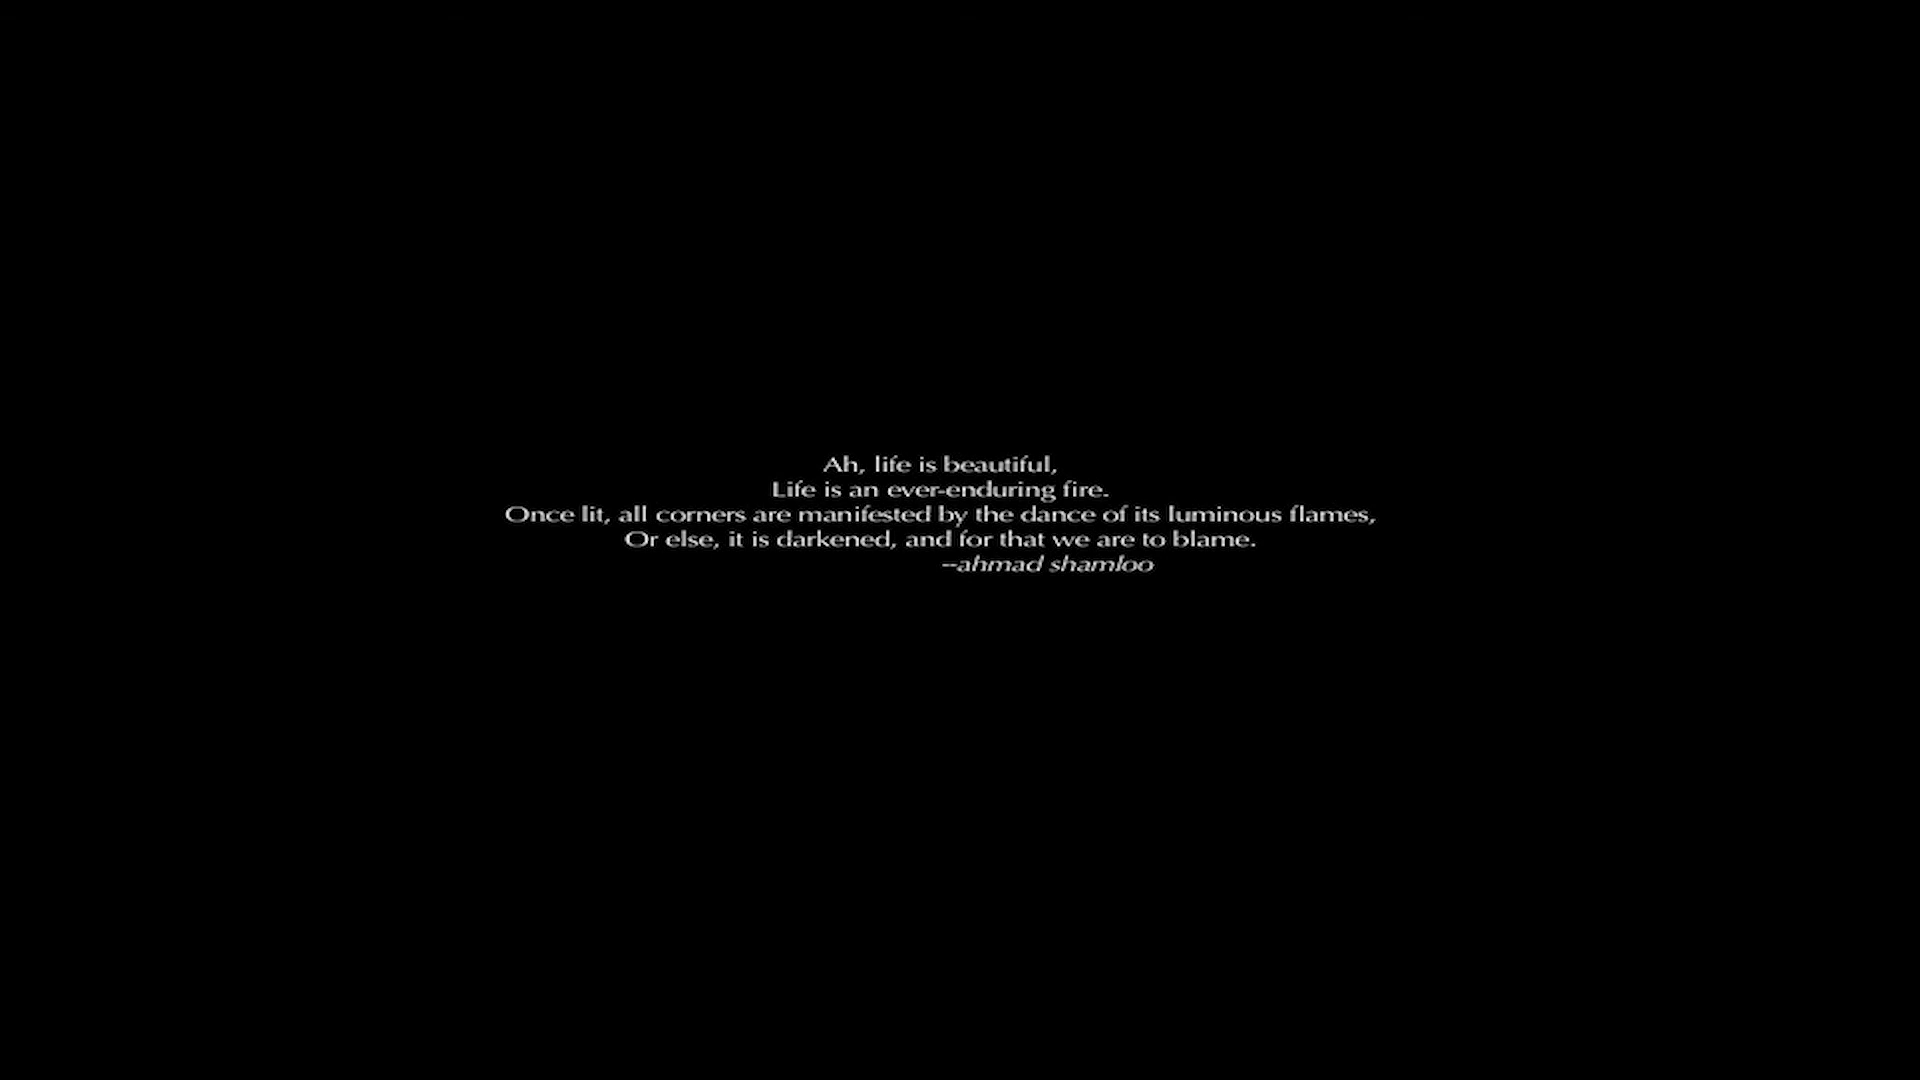 Ah, life is beautiful,
Life is an ever-enduring fire.
Once lit, all corners are manifested by the dance of its luminous flames,
Or else, it is darkened, and for that we are to blame.
--ahmad shamloo